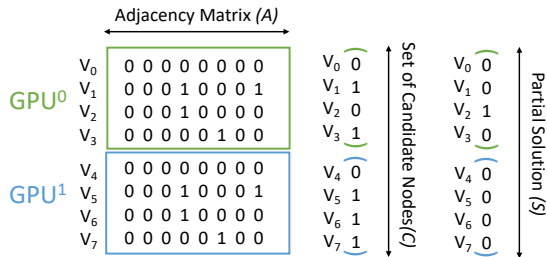 Adjacency Matrix (A)
GPU0
V0 0 0 0 0 0 0 0 0
V1 0 0 0 1 0 0 0 1
V2 0 0 0 1 0 0 0 0
V3 0 0 0 0 0 1 0 0
GPU1
V4 0 0 0 0 0 0 0 0
V5 0 0 0 1 0 0 0 1
V6 0 0 0 1 0 0 0 0
V7 0 0 0 0 0 1 0 0
V0 0
V1 1
V2 0
V3 1
V4 0
V5 1
V6 1
V7 1
Set of Candidate Nodes(C)
V0 0
V1 0
V2 1
V3 0
V4 0
V5 0
V6 0
V7 0
Partial Solution (S)